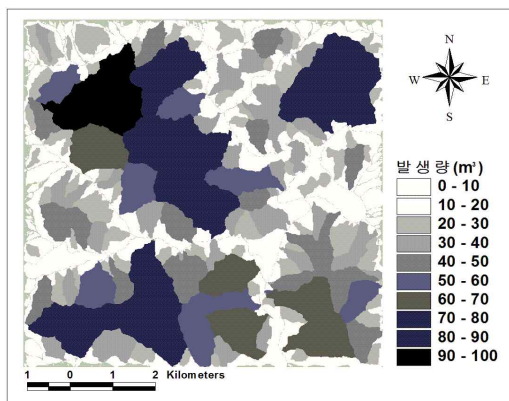 N
W E
S
발 생 량 (m³)
0 - 10
10 - 20
20 - 30
30 - 40
40 - 50
50 - 60
60 - 70
70 - 80
80 - 90
90 - 100
1 0 1 2 Kilometers